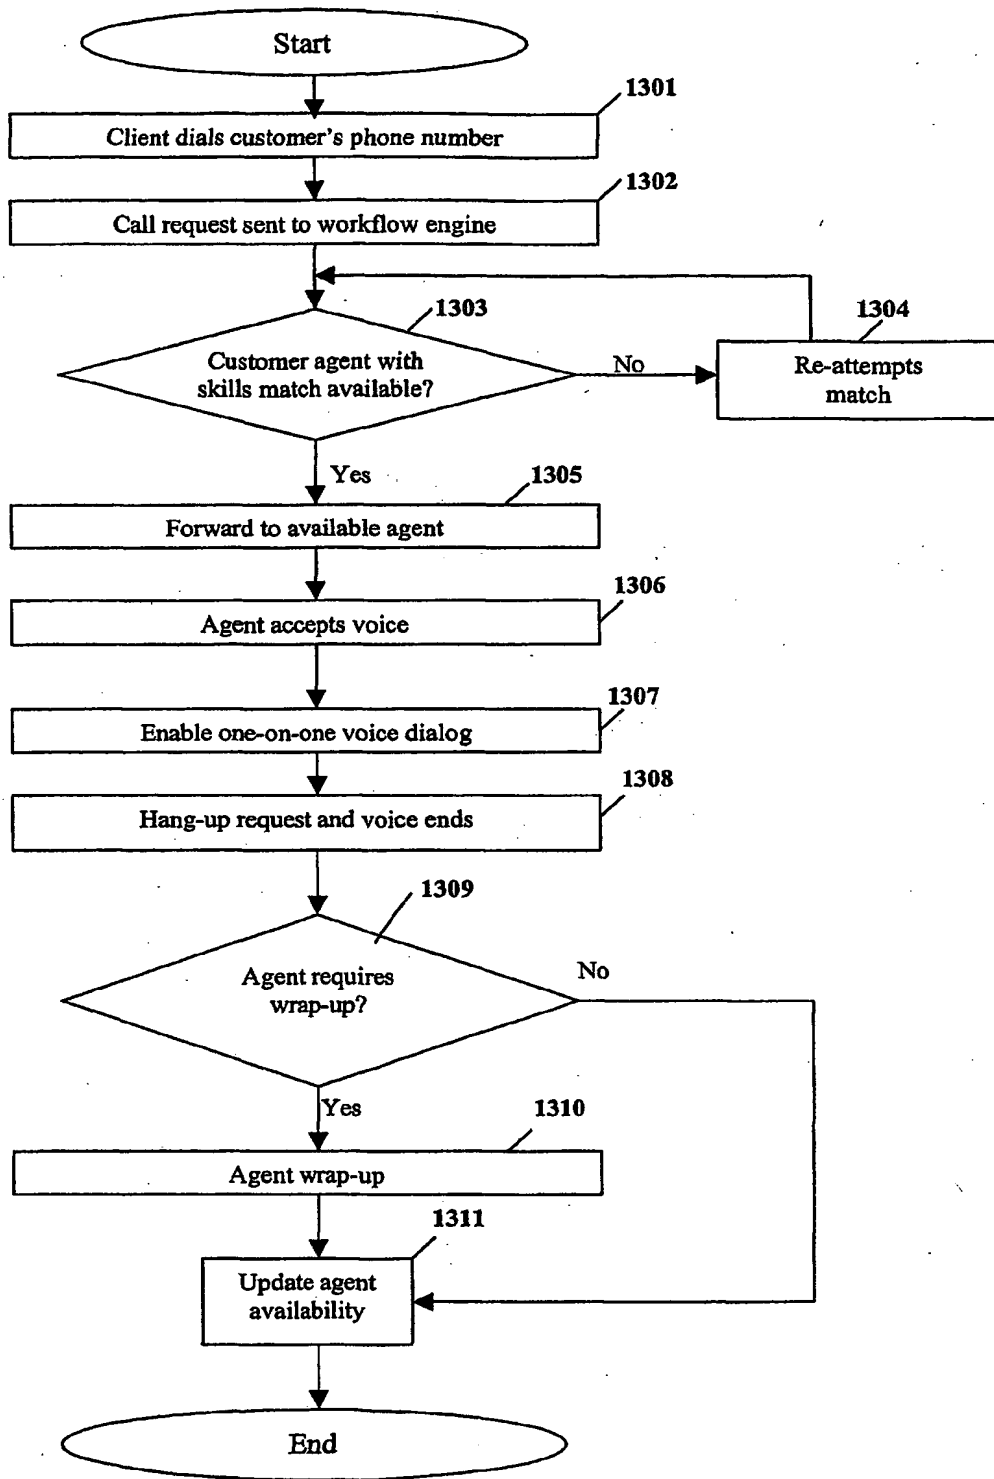 Start
1301
Client dials customer's phone number
1302
Call request sent to workflow engine
1303
Customer agent with
skills match available?
No
1304
Re-attempts
match
Yes
1305
Forward to available agent
1306
Agent accepts voice
1307
Enable one-on-one voice dialog
1308
Hang-up request and voice ends
1309
Agent requires
wrap-up?
No
Yes
1310
Agent wrap-up
1311
Update agent
availability
End